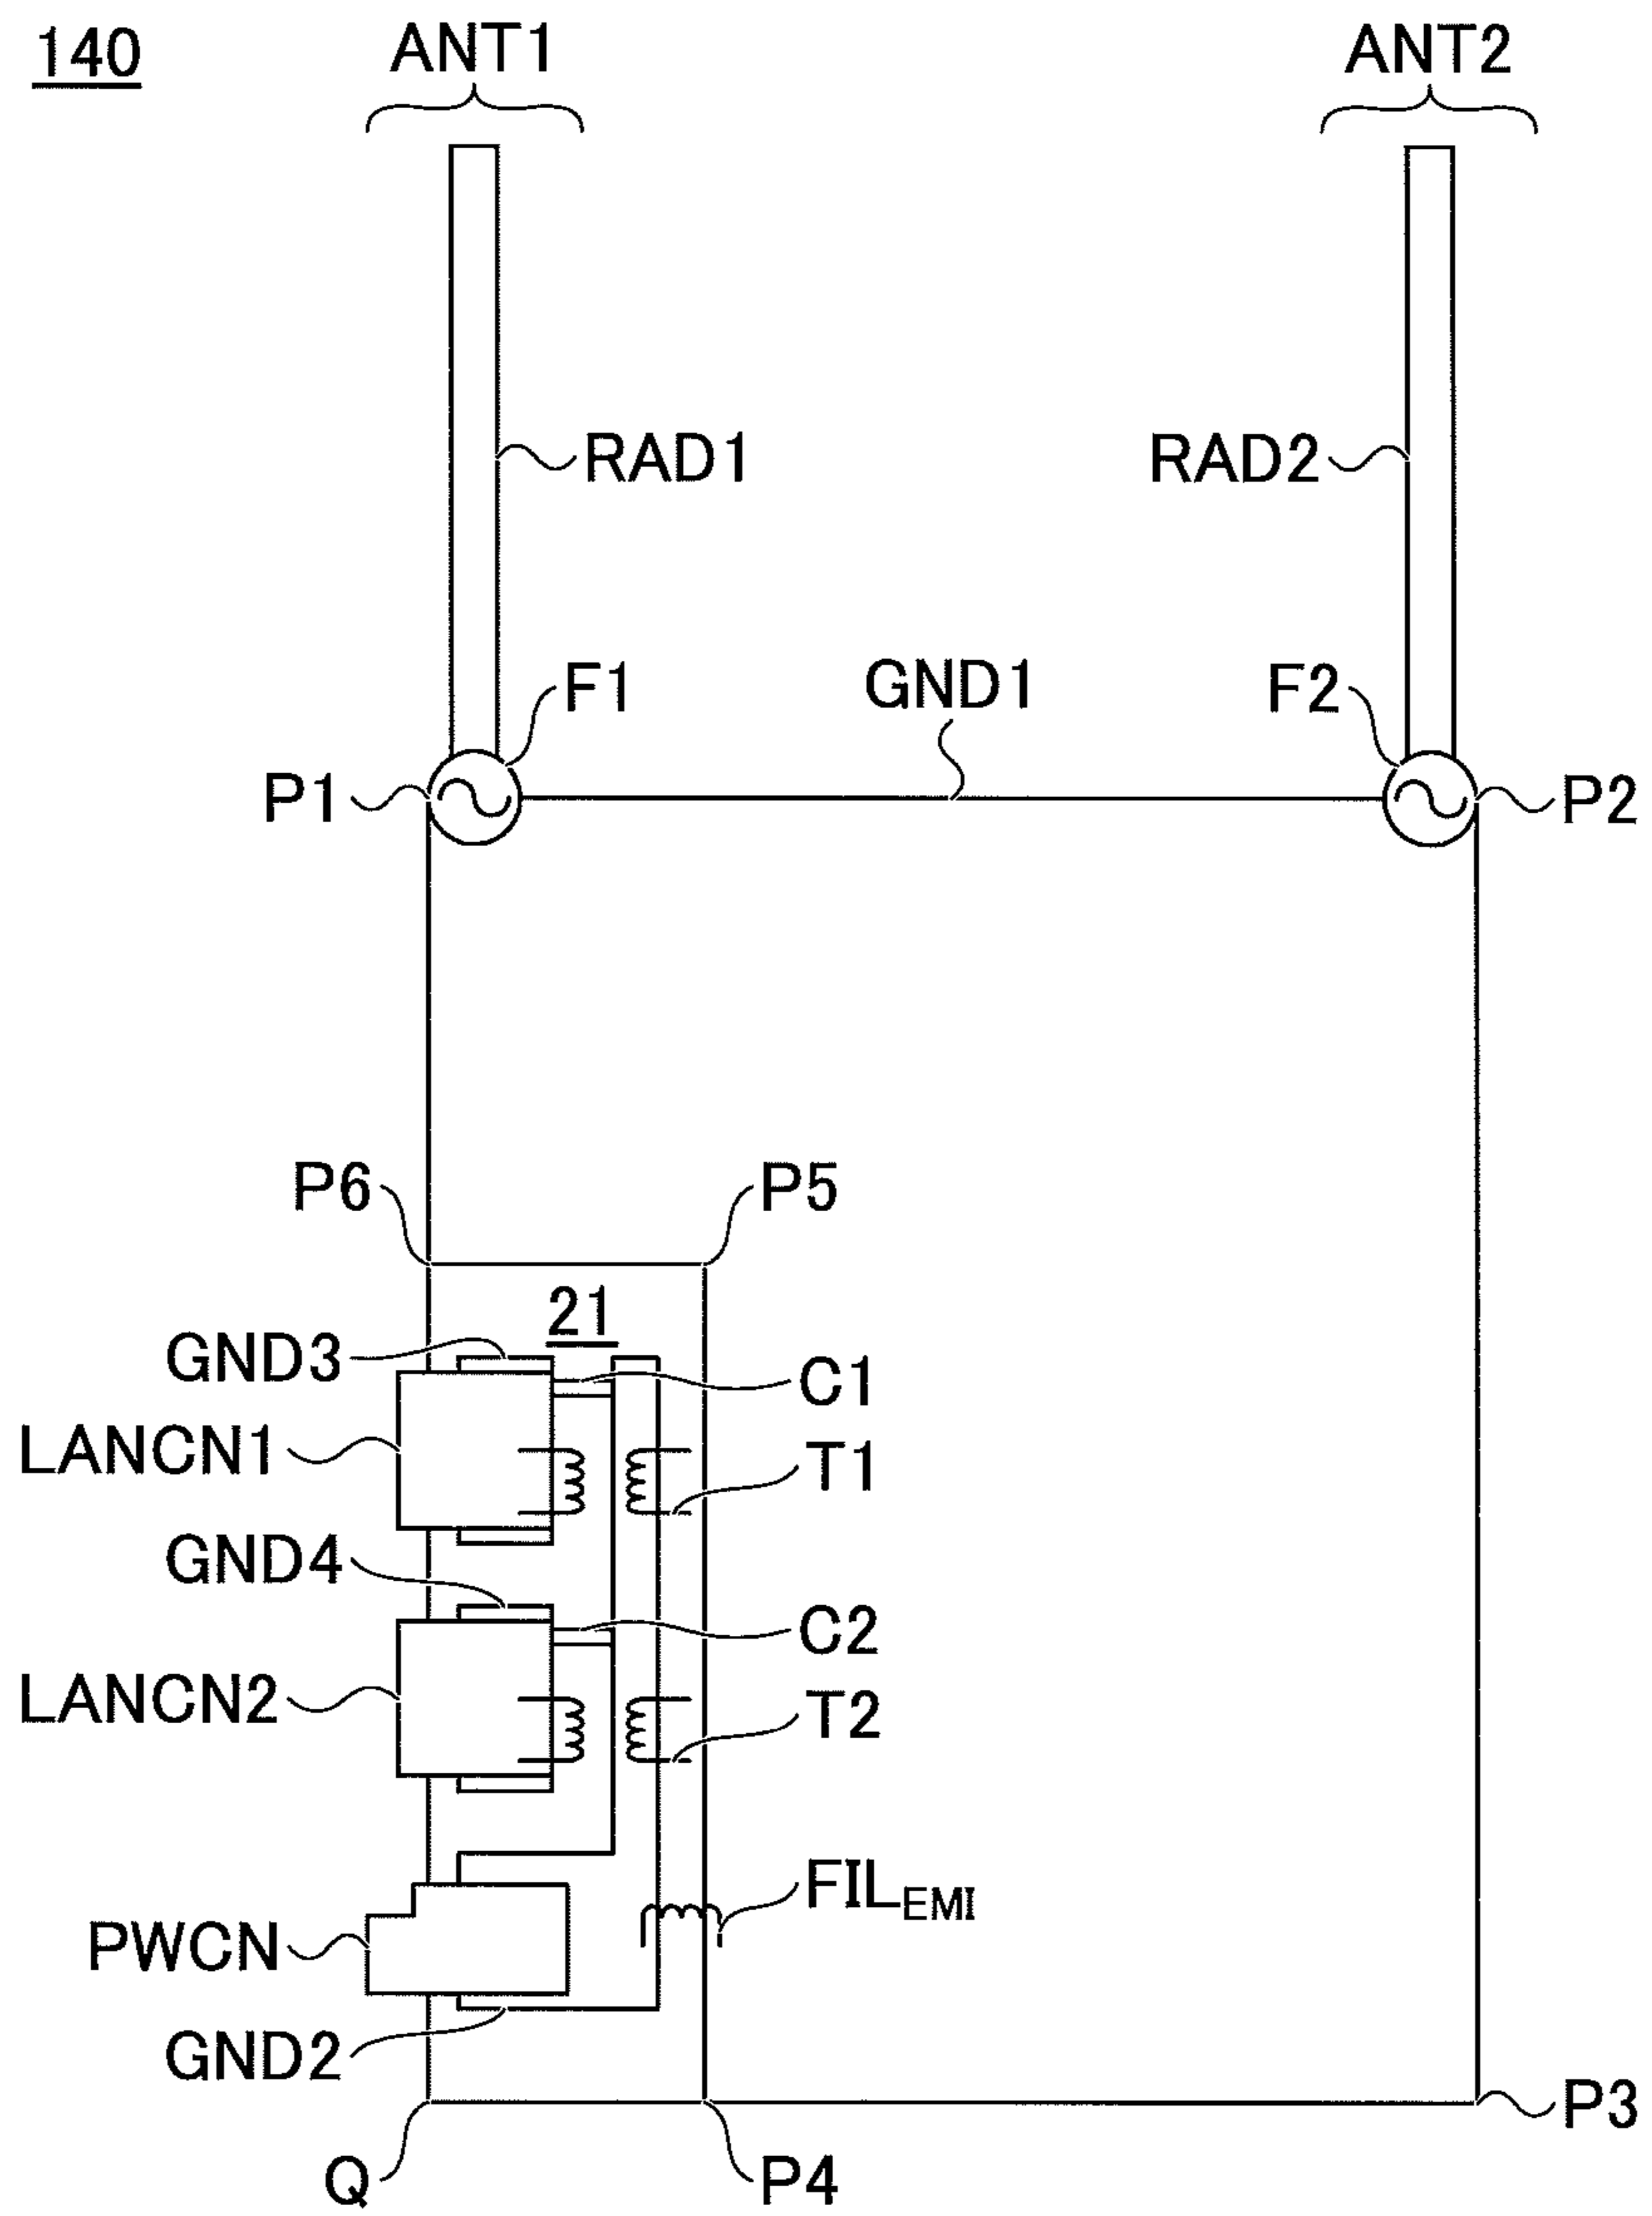 140
ANT1
ANT2
RAD1
RAD2
F1
GND1
F2
P1
P2
P6
P5
21
GND3
C1
LANCN1
T1
GND4
C2
LANCN2
T2
FILEMI
PWCN
GND2
P3
Q
P4